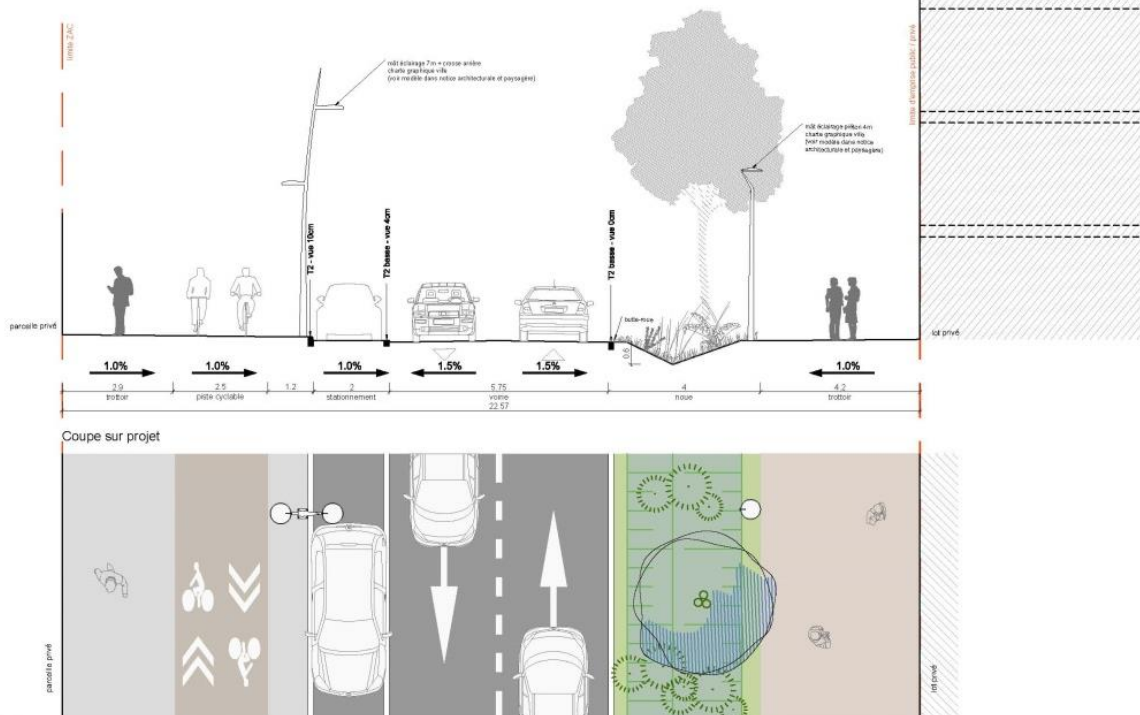 limite ZAC
mât éclairage 7m = crosse arrière
charte graphique ville
(voir modèle dans notice architecturale et paysagère)
limite d'emprise public / privé
mât éclairage piéton 4m
charte graphique ville
(voir modèle dans notice
architecturale et paysagère)
T2 - vue 10cm
T2 basse - vue 4cm
T2 basse - vue 0cm
parcelle privé
lot privé
0.6
1.0%
1.0%
1.0%
1.5%
1.5%
1.0%
2.9
2.5
1.2
2
5.75
4
4.2
trottoir
piste cyclable
stationnement
voirie
noue
trottoir
22.57
Coupe sur projet
parcelle privé
lot privé